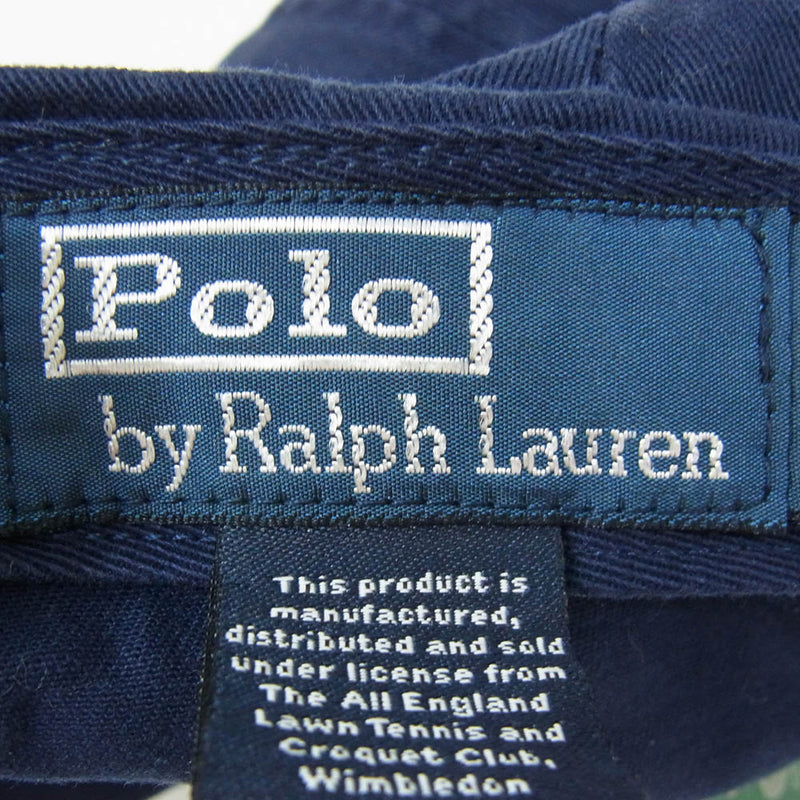 Polo
by Ralph Lauren
This product is
manufactured,
distributed and sold
under license from
The All England
Lawn Tennis and
Croquet Club,
Wimbledon